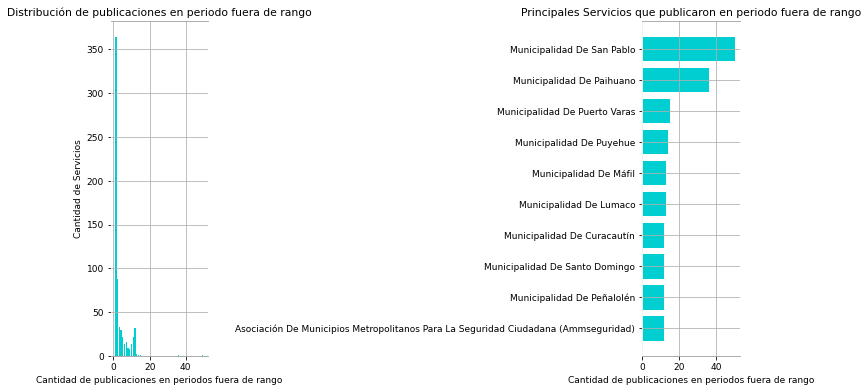 Distribución de publicaciones en periodo fuera de rango
350
300
250
200
150
100
50
0
Cantidad de Servicios
0 20 40
Cantidad de publicaciones en periodos fuera de rango
Principales Servicios que publicaron en periodo fuera de rango
Municipalidad De San Pablo
Municipalidad De Paihuano
Municipalidad De Puerto Varas
Municipalidad De Puyehue
Municipalidad De Máfil
Municipalidad De Lumaco
Municipalidad De Curacautín
Municipalidad De Santo Domingo
Municipalidad De Peñalolén
Asociación De Municipios Metropolitanos Para La Seguridad Ciudadana (Ammseguridad)
0 20 40
Cantidad de publicaciones en periodos fuera de rango